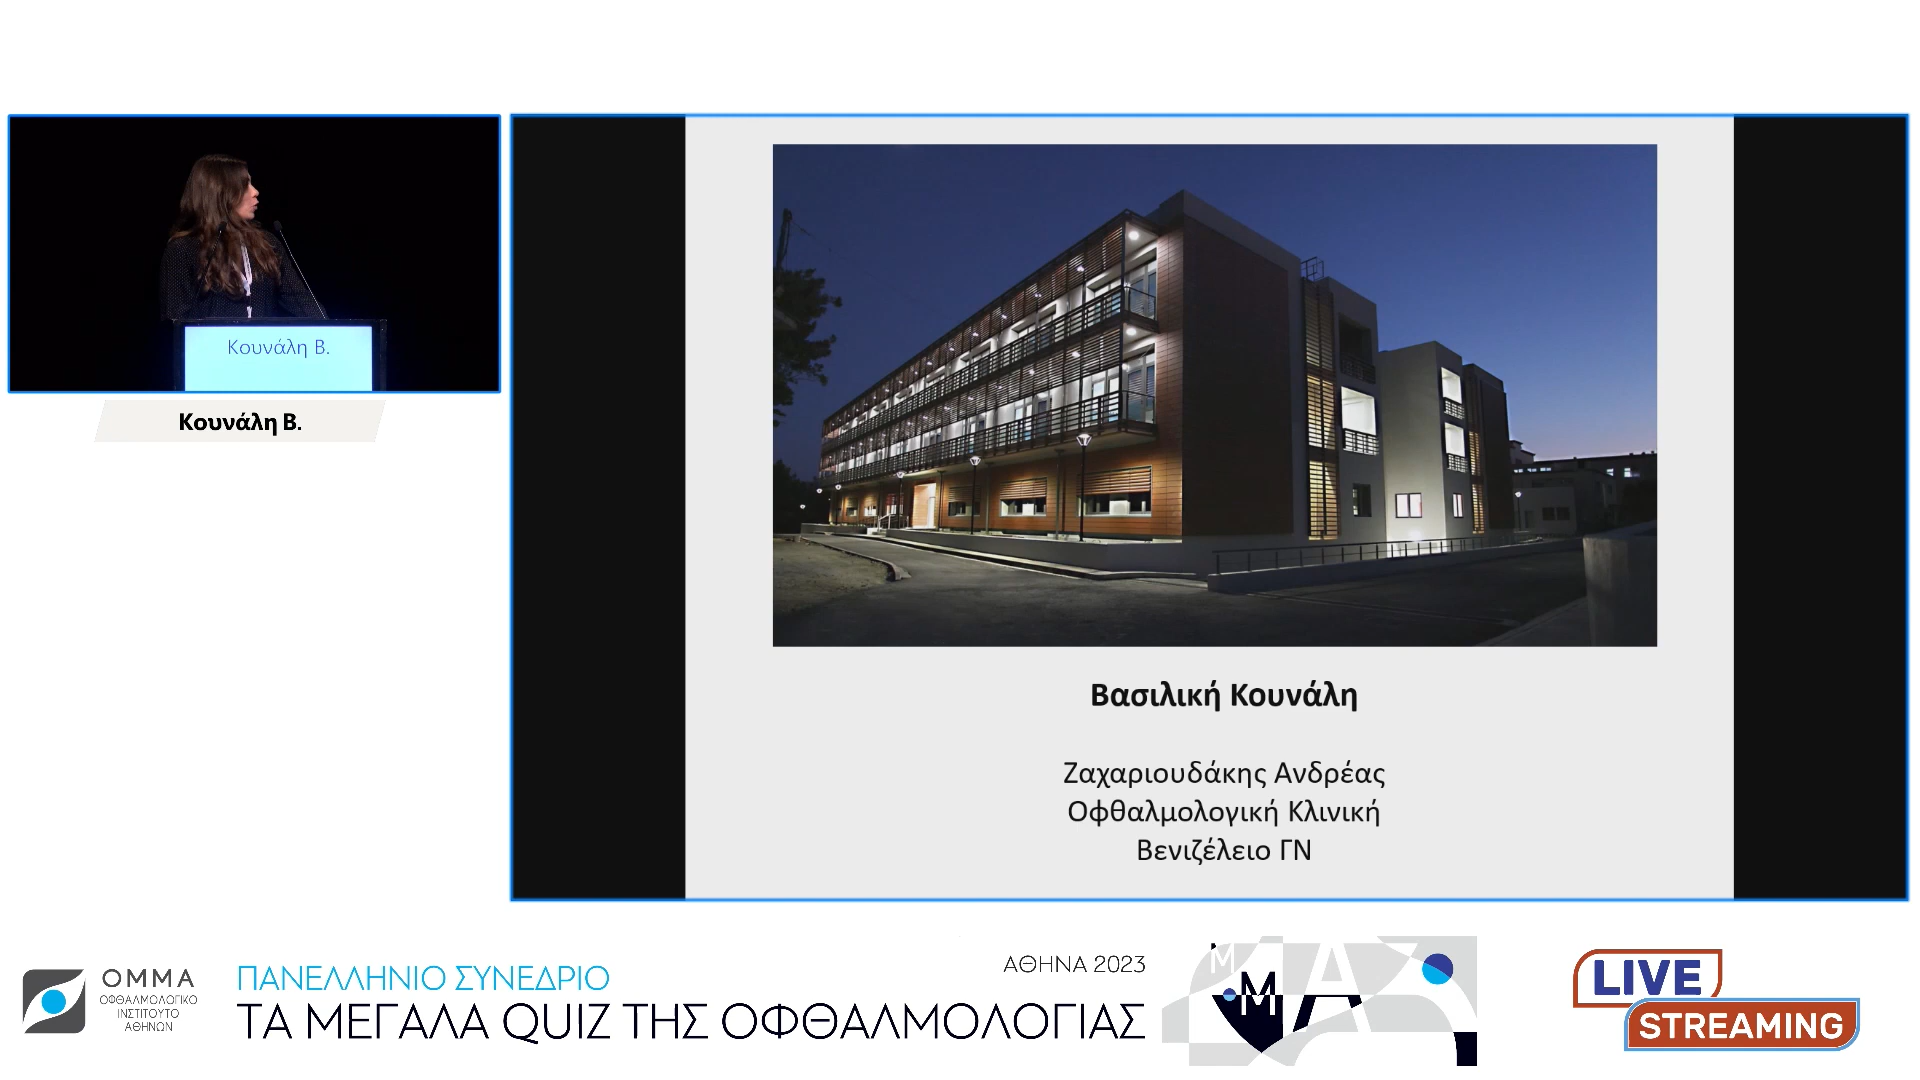 Κουνάλη Β.
Κουνάλη Β.
Βασιλική Κουνάλη
Ζαχαριουδάκης Ανδρέας
Οφθαλμολογική Κλινική
Βενιζέλειο ΓΝ
ΟΜΜΑ
ΟΦΘΑΛΜΟΛΟΓΙΚΟ
ΙΝΣΤΙΤΟΥΤΟ
ΑΘΗΝΩΝ
ΠΑΝΕΛΛΗΝΙΟ ΣΥΝΕΔΡΙΟ
ΑΘΗΝΑ 2023
ΤΑ ΜΕΓΑΛΑ QUIZ ΤΗΣ ΟΦΘΑΛΜΟΛΟΓΙΑΣ
LIVE
STREAMING